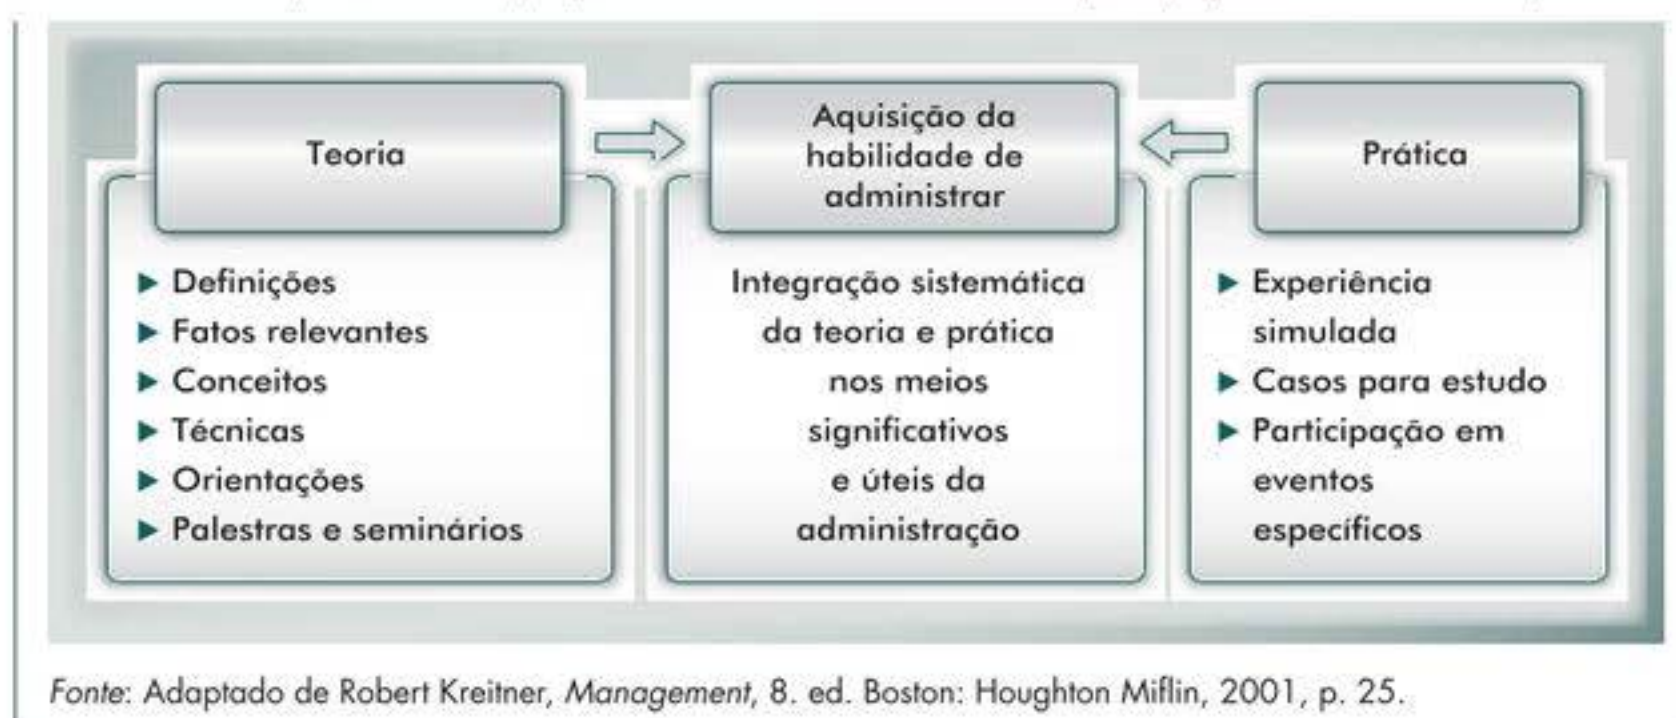 Teoria
Definições
Fatos relevantes
Conceitos
Técnicas
Orientações
Palestras e seminários
Aquisição da
habilidade de
administrar
Integração sistemática
da teoria e prática
nos meios
significativos
e úteis da
administração
Prática
Experiência
simulada
Casos para estudo
Participação em
eventos
específicos
Fonte: Adaptado de Robert Kreitner, Management, 8. ed. Boston: Houghton Miflin, 2001, p. 25.